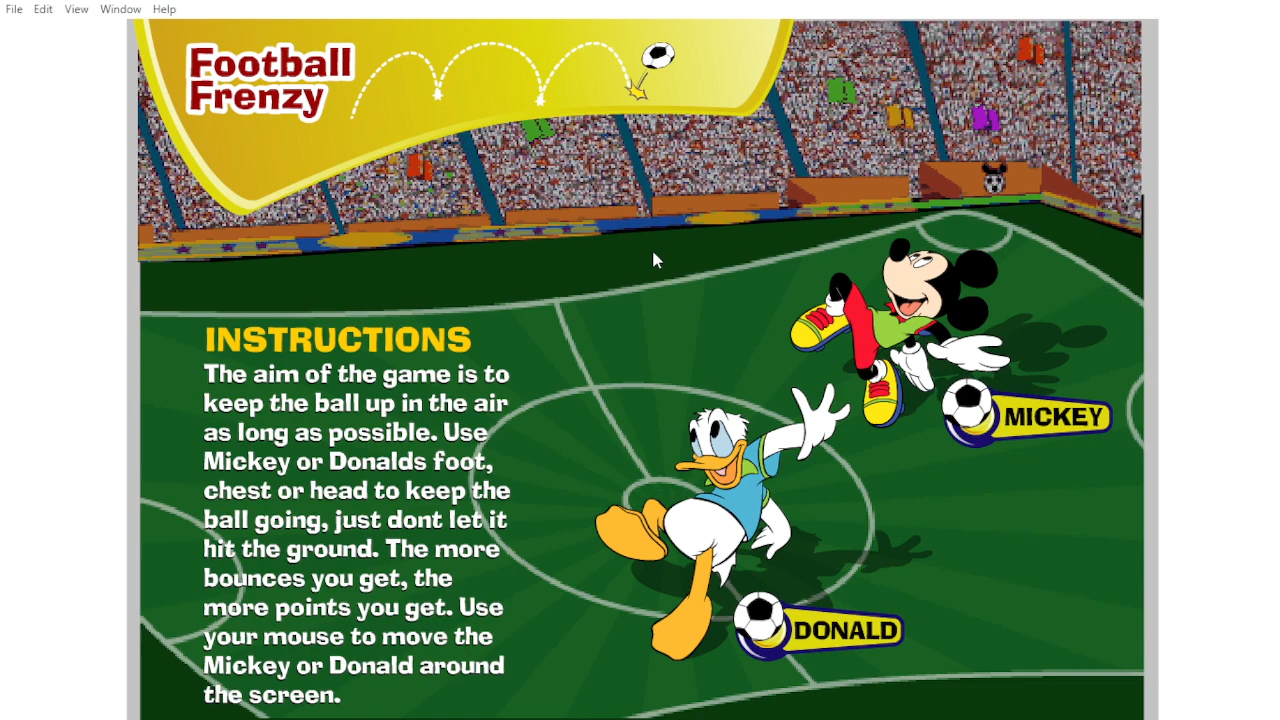 File Edit View Window Help
Football
Frenzy
INSTRUCTIONS
The aim of the game is to
keep the ball up in the air
as long as possible. Use
Mickey or Donalds foot,
chest or head to keep the
ball going, just dont let it
hit the ground. The more
bounces you get, the
more points you get. Use
your mouse to move the
Mickey or Donald around
the screen.
MICKEY
DONALD